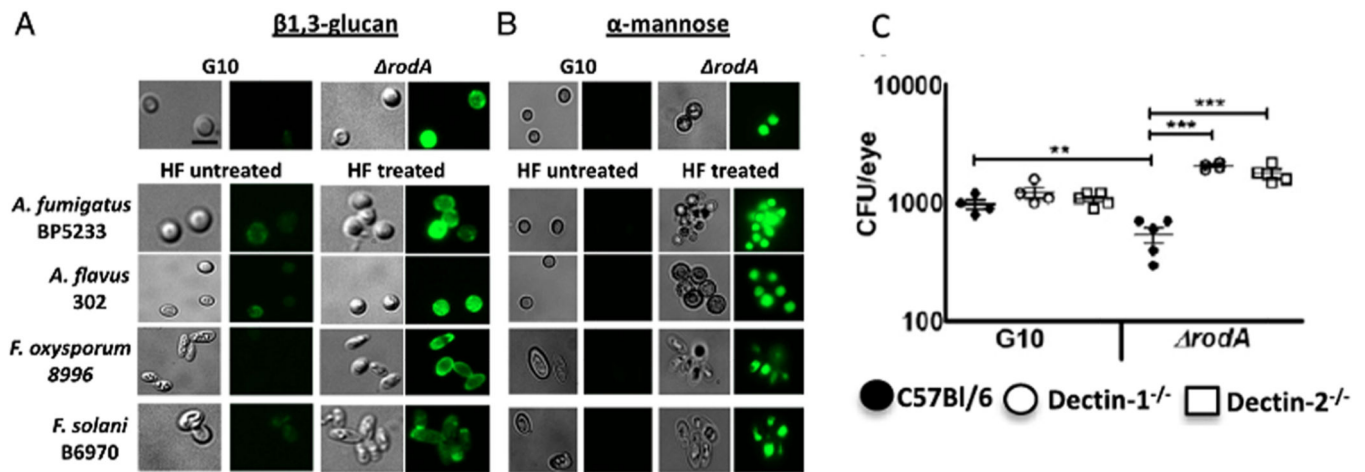 A β1,3-glucan B α-mannose C
G10 ΔrodA G10 ΔrodA
HF untreated HF treated HF untreated HF treated
A. fumigatus
BP5233
A. flavus
302
F. oxysporum
8996
F. solani
B6970
CFU/eye
10000
1000
100
**
***
***
G10 ΔrodA
C57Bl/6 Dectin-1-/- Dectin-2-/-